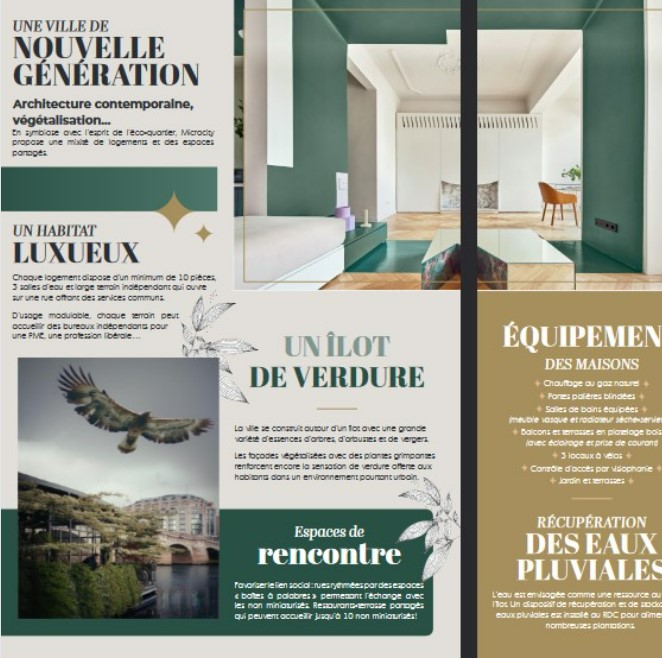 UNE VILLE DE
NOUVELLE
GÉNÉRATION
Architecture contemporaine,
végétalisation...
En symbiose avec l'esprit de l'éco-quartier, Microcity
propose une mixité de logements et des espaces
partagés.
UN HABITAT
LUXUEUX
Chaque logement dispose d'un minimum de 10 pièces,
3 salles d'eau et large terrain indépendant qui ouvre
sur une rue offrant des services communs.
D'usage modulable, chaque terrain peut
accueillir des bureaux indépendants pour
une PME, une profession libérale...
UN ÎLOT
DE VERDURE
La ville se construit autour d'un îlot avec une grande
variété d'essences d'arbres, d'arbustes et de vergers.
Les façades végétalisées avec des plantes grimpantes
renforcent encore la sensation de verdure offerte aux
habitants dans un environnement pourtant urbain.
Espaces de
rencontre
Favoriser le lien social : rues rythmées par des espaces
« boîtes à palabres » permettant l'échange avec
les non miniaturisés. Restaurants-terrasse partagés
qui peuvent accueillir jusqu'à 10 non miniaturisés!
ÉQUIPEMEN
DES MAISONS
Chauffage au gaz naturel
Portes palières blindées
Salles de bains équipées
(meuble vasque et radiateur sèche-serviet
Balcons et terrasses en platelage bois
(avec éclairage et prise de courant)
3 locaux à vélos
Contrôle d'accès par visiophonie
Jardin et terrasses
RÉCUPÉRATION
DES EAUX
PLUVIALES
L'eau est envisagée comme une ressource au
l'îlot. Un dispositif de récupération et de stocka
eaux pluviales est installé au RDC pour alime
nombreuses plantations.